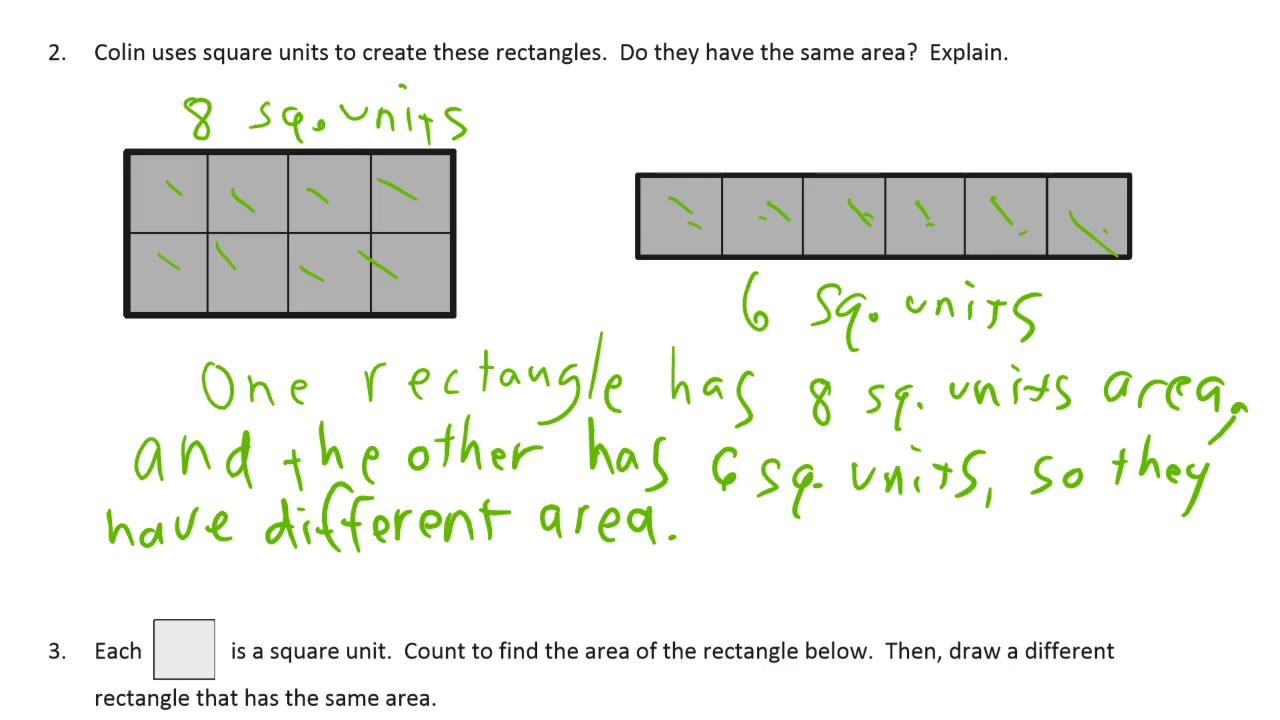 2. Colin uses square units to create these rectangles. Do they have the same area? Explain.
8 sq. units
6 sq. units
One rectangle has 8 sq. units area,
and the other has 6 sq. units, so they
have different area.
3. Each is a square unit. Count to find the area of the rectangle below. Then, draw a different
rectangle that has the same area.